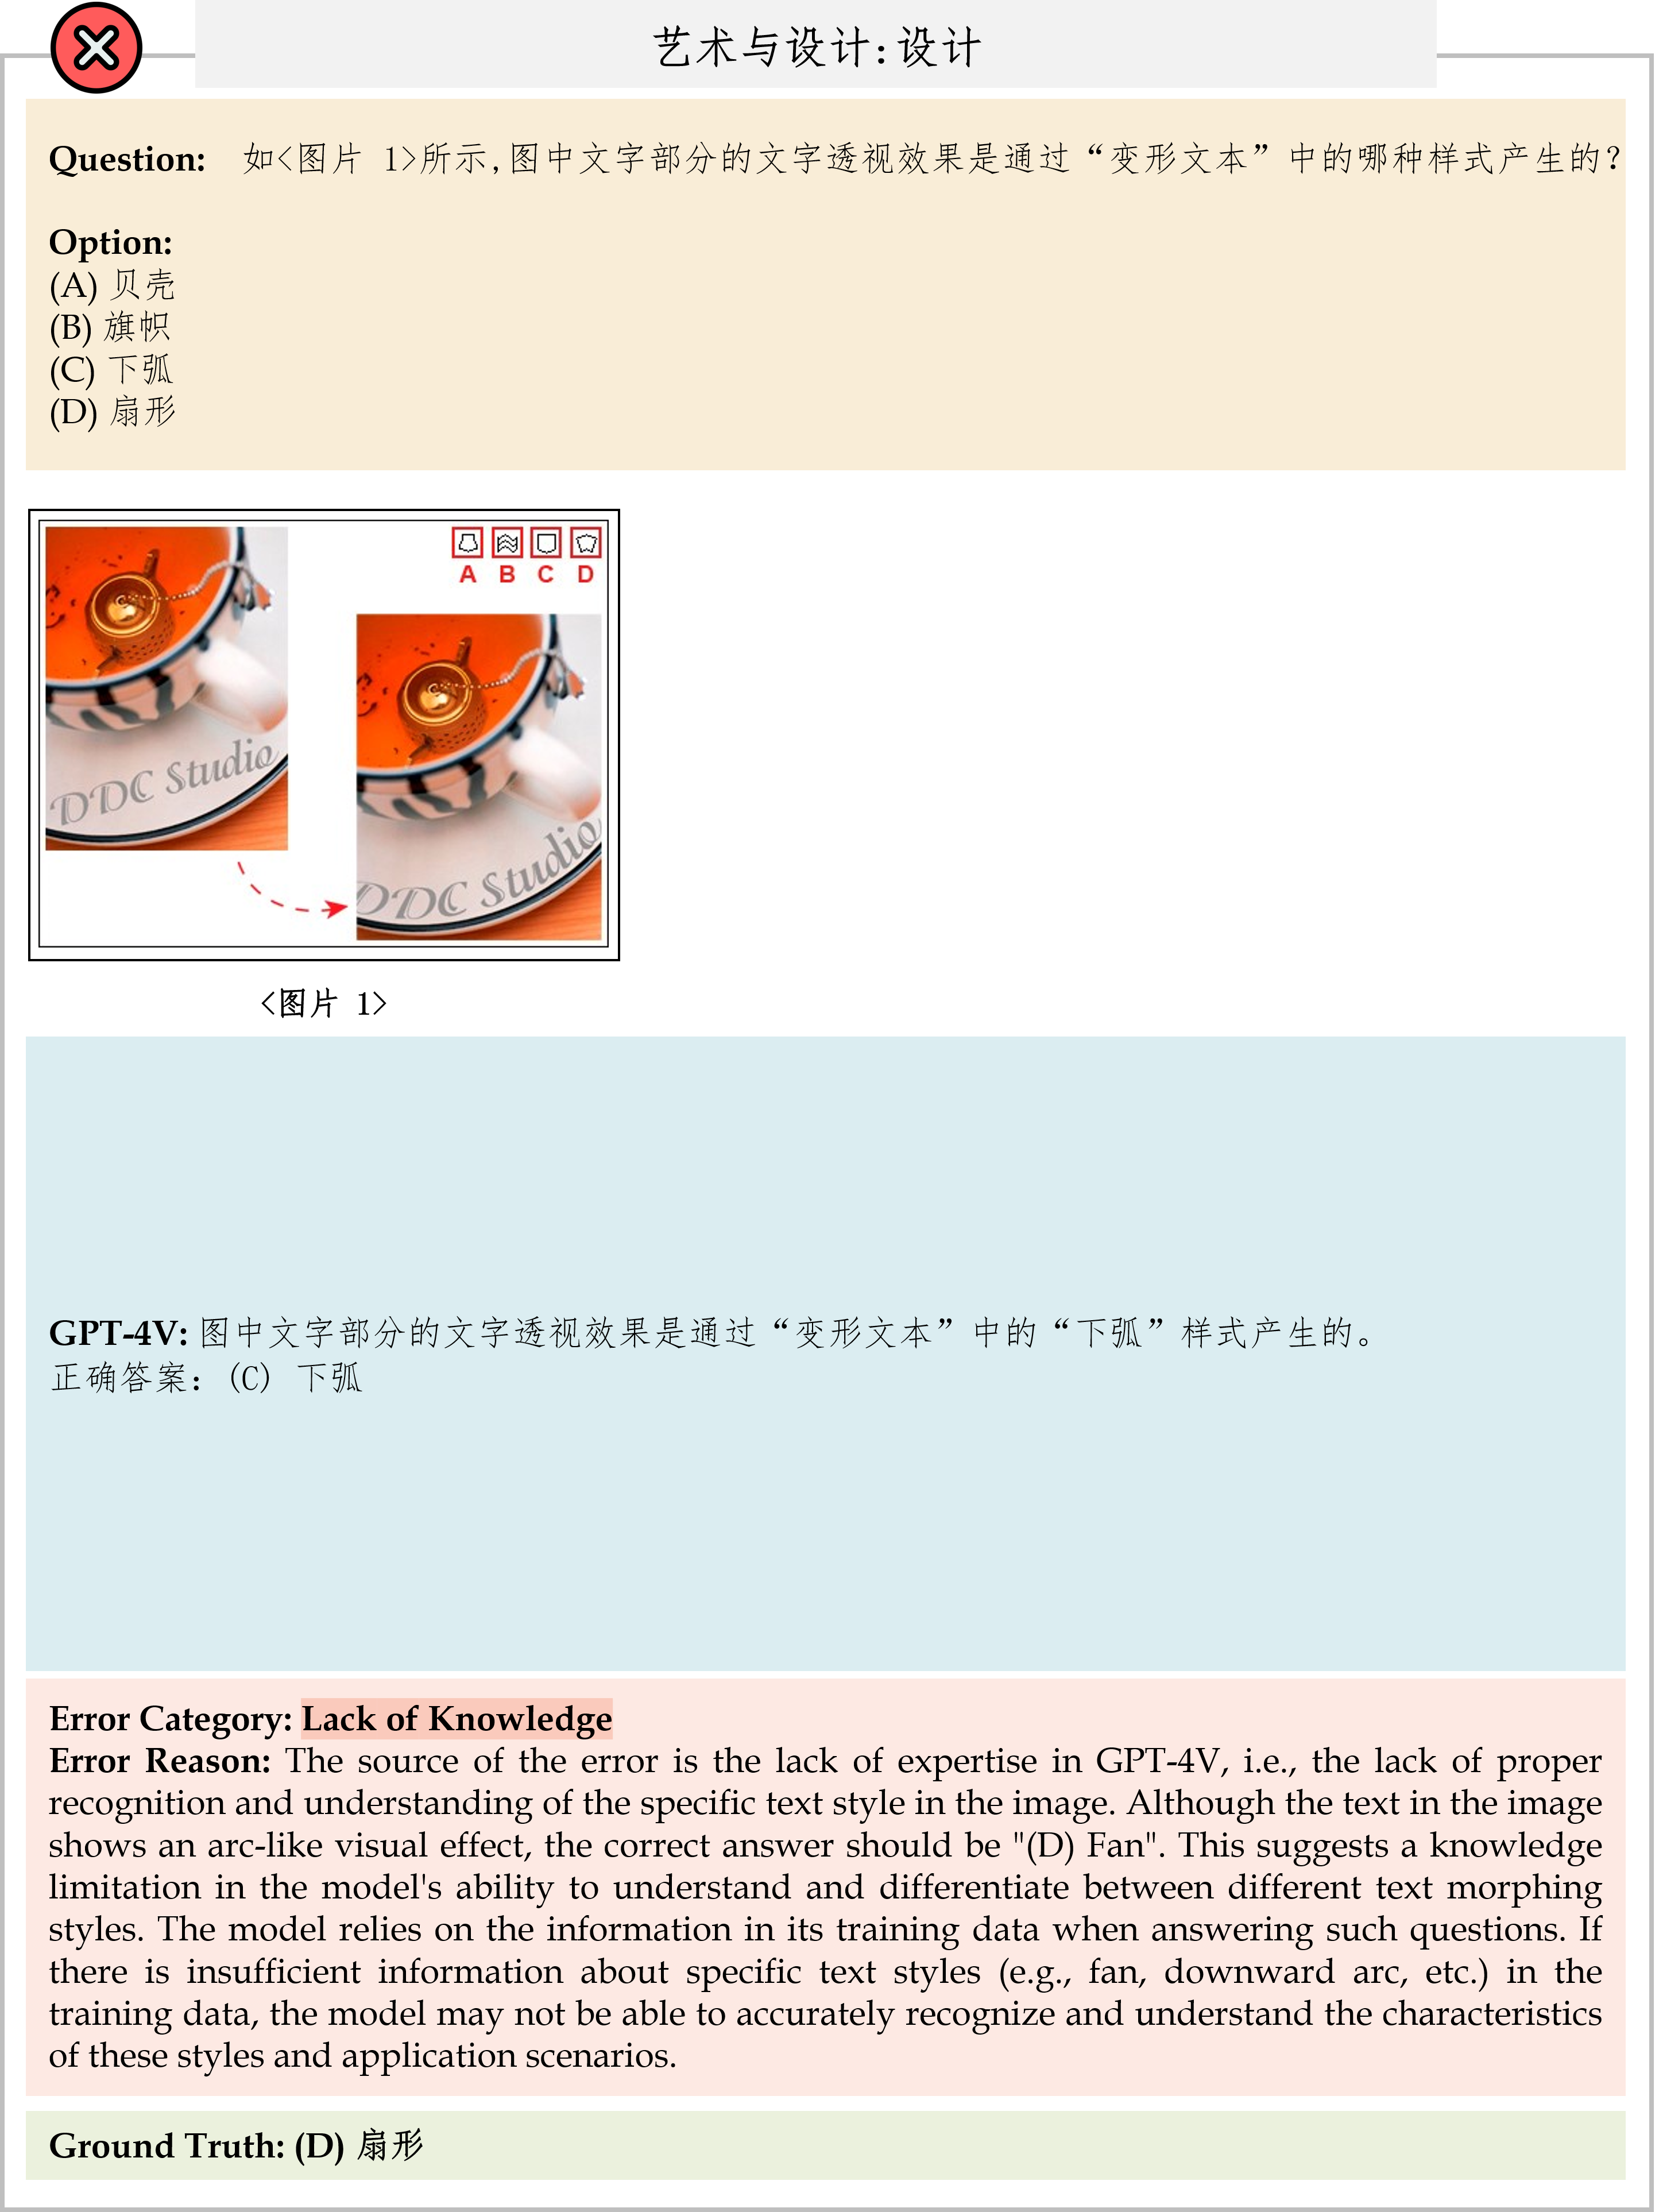 艺术与设计:设计
Question: 如<图片 1>所示,图中文字部分的文字透视效果是通过“变形文本”中的哪种样式产生的?
Option:
(A) 贝壳
(B) 旗帜
(C) 下弧
(D) 扇形
A B C D
DDC Studio
DDC Studio
<图片 1>
GPT-4V: 图中文字部分的文字透视效果是通过“变形文本”中的“下弧”样式产生的。
正确答案: (C) 下弧
Error Category: Lack of Knowledge
Error Reason: The source of the error is the lack of expertise in GPT-4V, i.e., the lack of proper
recognition and understanding of the specific text style in the image. Although the text in the image
shows an arc-like visual effect, the correct answer should be "(D) Fan". This suggests a knowledge
limitation in the model's ability to understand and differentiate between different text morphing
styles. The model relies on the information in its training data when answering such questions. If
there is insufficient information about specific text styles (e.g., fan, downward arc, etc.) in the
training data, the model may not be able to accurately recognize and understand the characteristics
of these styles and application scenarios.
Ground Truth: (D) 扇形